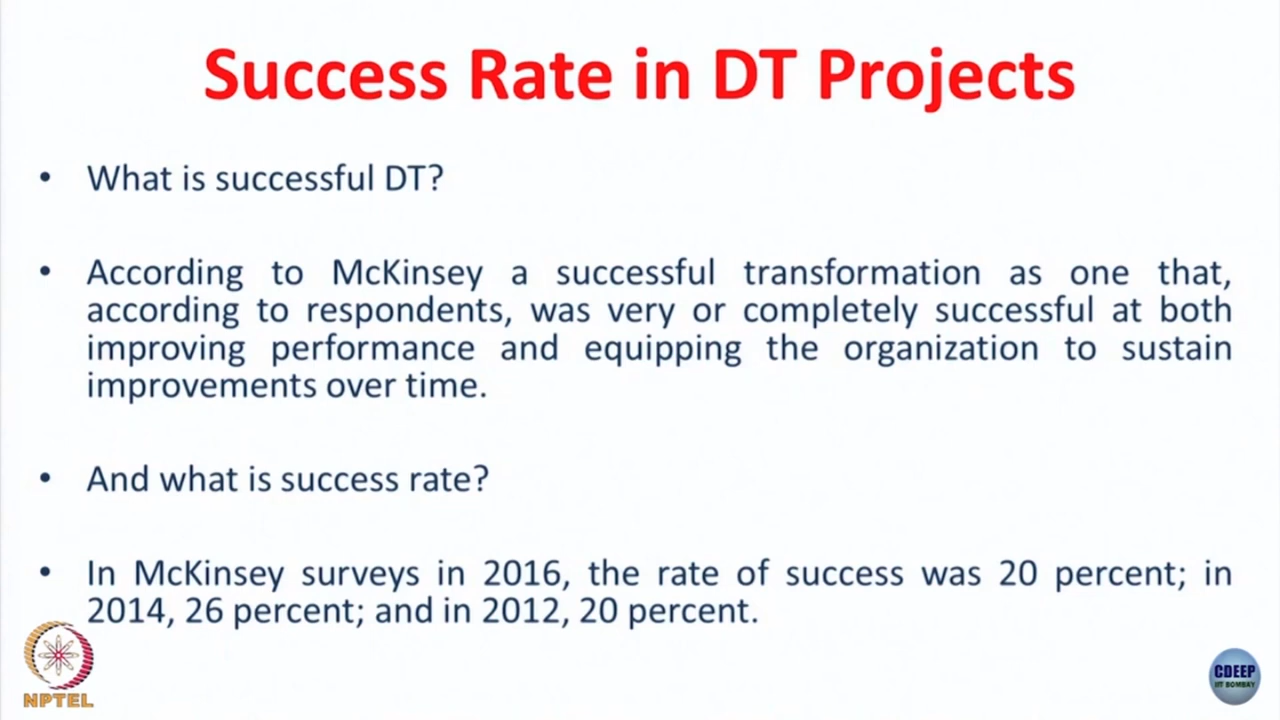 Success Rate in DT Projects
• What is successful DT?
• According to McKinsey a successful transformation as one that,
according to respondents, was very or completely successful at both
improving performance and equipping the organization to sustain
improvements over time.
• And what is success rate?
• In McKinsey surveys in 2016, the rate of success was 20 percent; in
2014, 26 percent; and in 2012, 20 percent.
NPTEL
CDEEP
IIT BOMBAY